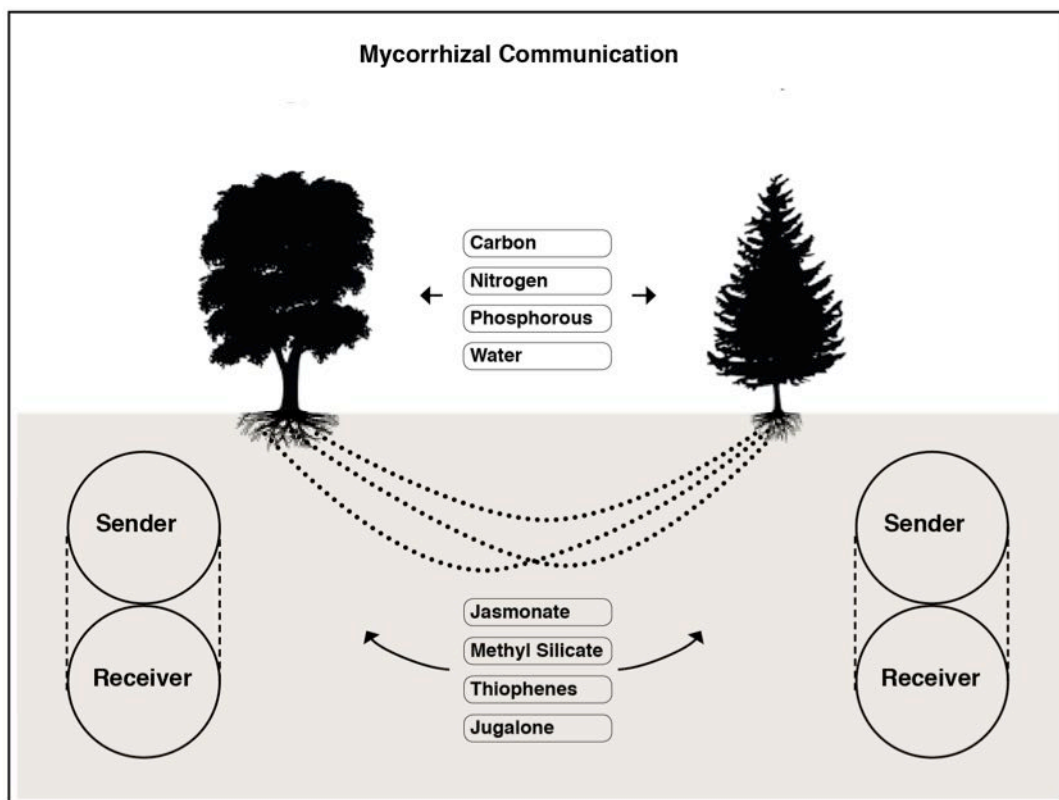 Mycorrhizal Communication
Carbon
Nitrogen
Phosphorous
Water
Sender
Receiver
Jasmonate
Methyl Silicate
Thiophenes
Jugalone
Sender
Receiver